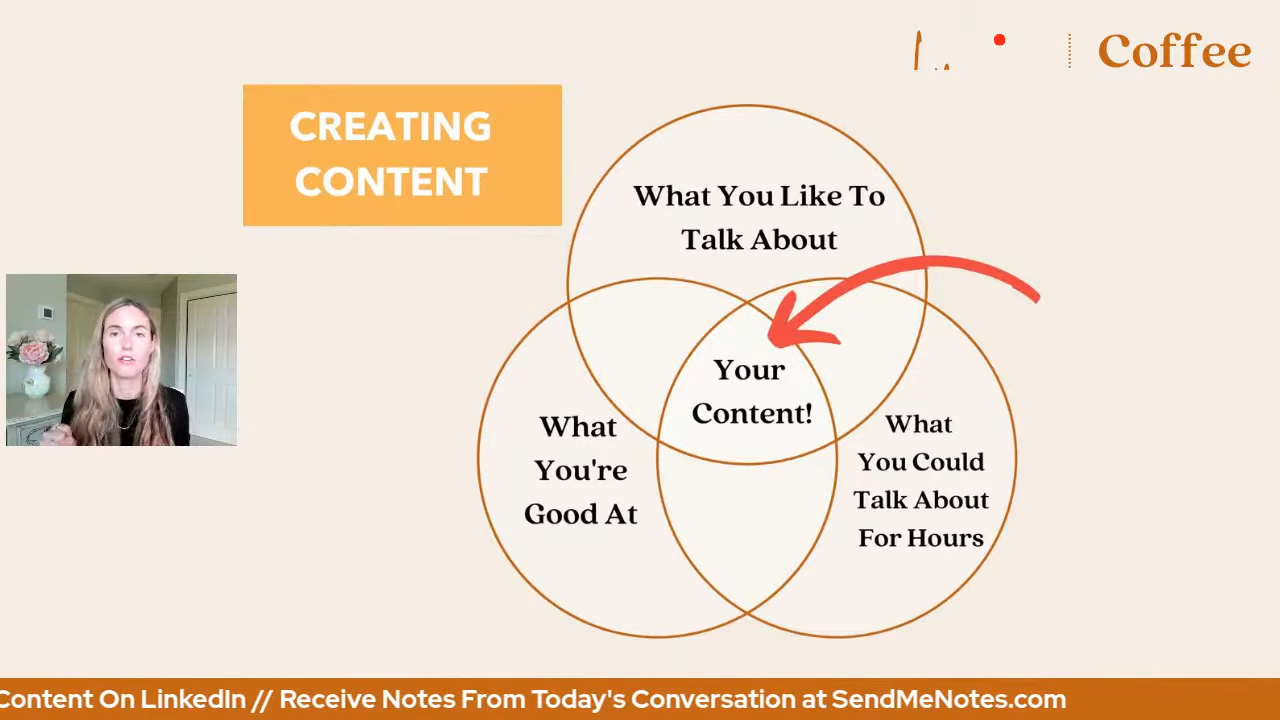 Coffee
CREATING
CONTENT
What You Like To
Talk About
Your
Content!
What
You're
Good At
What
You Could
Talk About
For Hours
Content On LinkedIn // Receive Notes From Today's Conversation at SendMeNotes.com